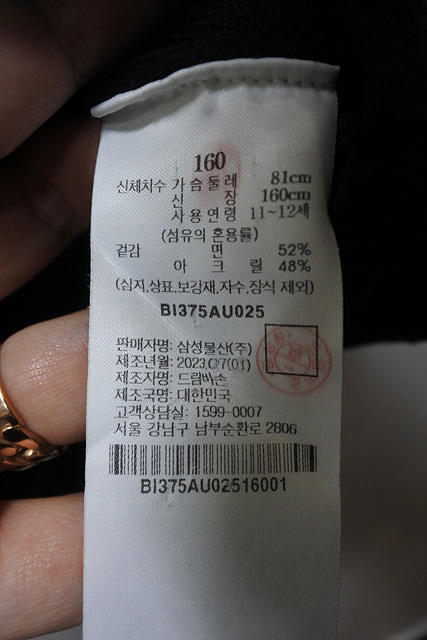 160
신체치수 가 슴 둘 레 81cm
신 장 160cm
사 용 연 령 11~12세
(섬유의 혼용률)
겉감 면 52%
아 크 릴 48%
(심지,상표,보강재,자수,장식 제외)
BI375AU025
판매자명: 삼성물산(주)
제조년월: 2023.07(01)
제조자명: 드림바손
제조국명: 대한민국
고객상담실: 1599-0007
서울 강남구 남부순환로 2806
BI375AU02516001